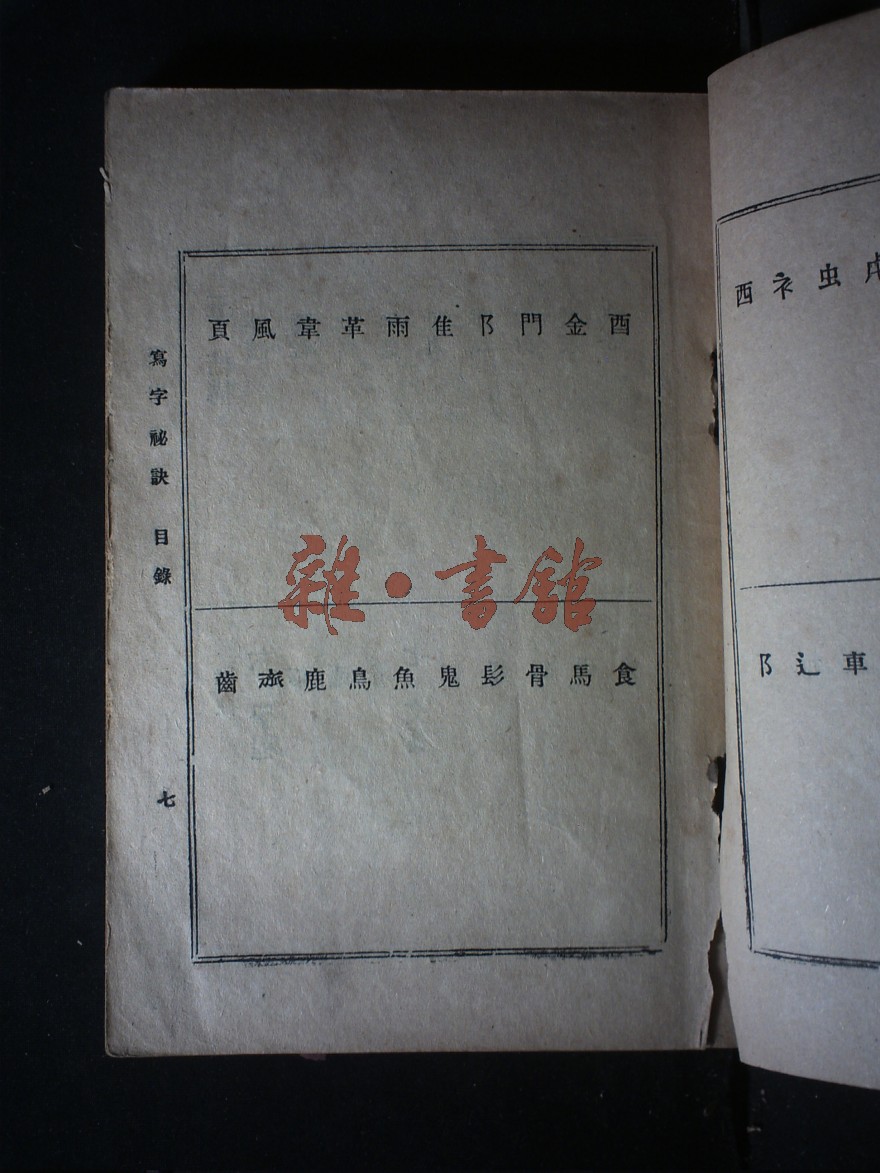 虫 衤 西
車 辶 阝
酉 金 門 阝 隹 雨 革 韋 風 頁
食 馬 骨 髟 鬼 魚 鳥 鹿 齒
寫字祕訣 目錄 七
雜·書館